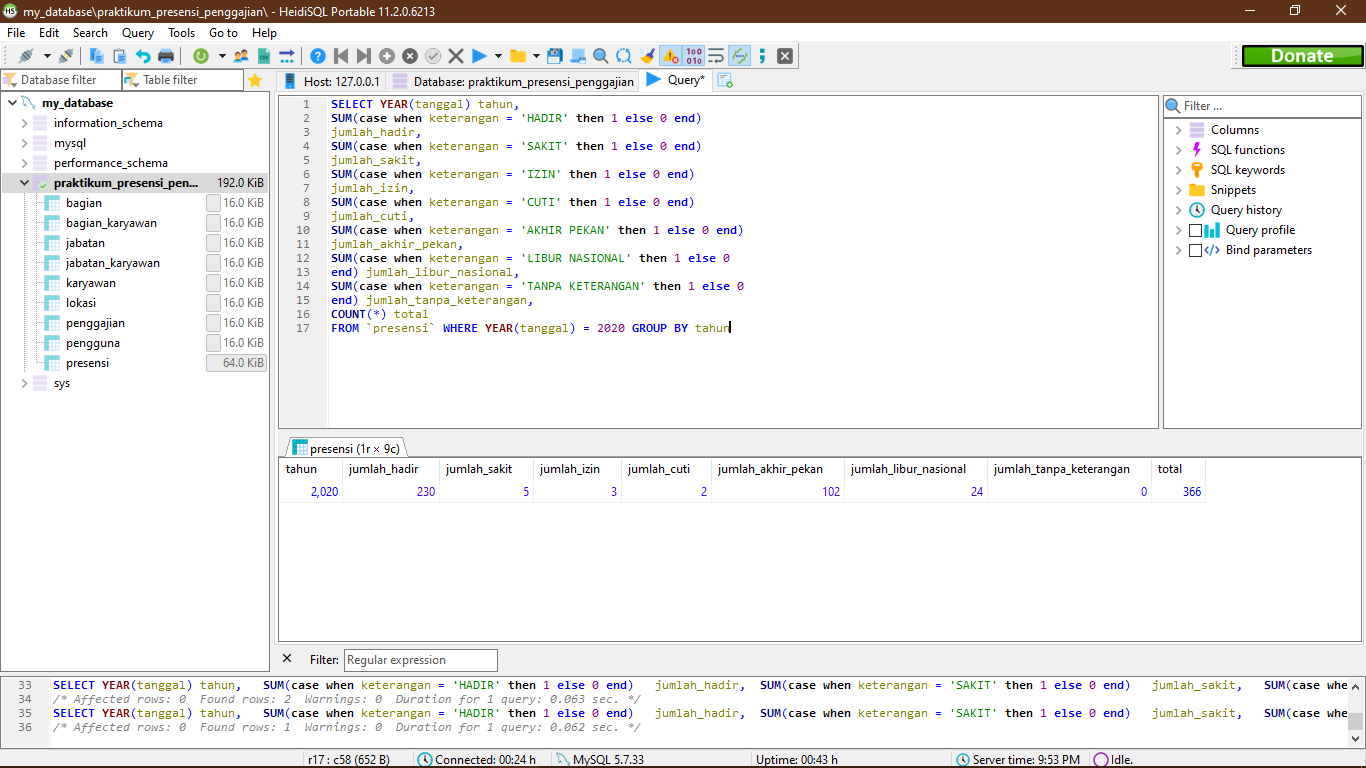 HS my_database\praktikum_presensi_penggajian\ - HeidiSQL Portable 11.2.0.6213
File Edit Search Query Tools Go to Help
Donate
Database filter Table filter
Host: 127.0.0.1 Database: praktikum_presensi_penggajian Query*
my_database
information_schema
mysql
performance_schema
praktikum_presensi_pen... 192.0 KiB
bagian 16.0 KiB
bagian_karyawan 16.0 KiB
jabatan 16.0 KiB
jabatan_karyawan 16.0 KiB
karyawan 16.0 KiB
lokasi 16.0 KiB
penggajian 16.0 KiB
pengguna 16.0 KiB
presensi 64.0 KiB
sys
1 SELECT YEAR(tanggal) tahun,
2 SUM(case when keterangan = 'HADIR' then 1 else 0 end)
3 jumlah_hadir,
4 SUM(case when keterangan = 'SAKIT' then 1 else 0 end)
5 jumlah_sakit,
6 SUM(case when keterangan = 'IZIN' then 1 else 0 end)
7 jumlah_izin,
8 SUM(case when keterangan = 'CUTI' then 1 else 0 end)
9 jumlah_cuti,
10 SUM(case when keterangan = 'AKHIR PEKAN' then 1 else 0 end)
11 jumlah_akhir_pekan,
12 SUM(case when keterangan = 'LIBUR NASIONAL' then 1 else 0
13 end) jumlah_libur_nasional,
14 SUM(case when keterangan = 'TANPA KETERANGAN' then 1 else 0
15 end) jumlah_tanpa_keterangan,
16 COUNT(*) total
17 FROM `presensi` WHERE YEAR(tanggal) = 2020 GROUP BY tahun
Filter ...
Columns
SQL functions
SQL keywords
Snippets
Query history
Query profile
Bind parameters
presensi (1r × 9c)
tahun jumlah_hadir jumlah_sakit jumlah_izin jumlah_cuti jumlah_akhir_pekan jumlah_libur_nasional jumlah_tanpa_keterangan total
2,020 230 5 3 2 102 24 0 366
Filter: Regular expression
33 SELECT YEAR(tanggal) tahun, SUM(case when keterangan = 'HADIR' then 1 else 0 end) jumlah_hadir, SUM(case when keterangan = 'SAKIT' then 1 else 0 end) jumlah_sakit, SUM(case whe
34 /* Affected rows: 0 Found rows: 2 Warnings: 0 Duration for 1 query: 0.063 sec. */
35 SELECT YEAR(tanggal) tahun, SUM(case when keterangan = 'HADIR' then 1 else 0 end) jumlah_hadir, SUM(case when keterangan = 'SAKIT' then 1 else 0 end) jumlah_sakit, SUM(case whe
36 /* Affected rows: 0 Found rows: 1 Warnings: 0 Duration for 1 query: 0.062 sec. */
r17 : c58 (652 B) Connected: 00:24 h MySQL 5.7.33 Uptime: 00:43 h Server time: 9:53 PM Idle.